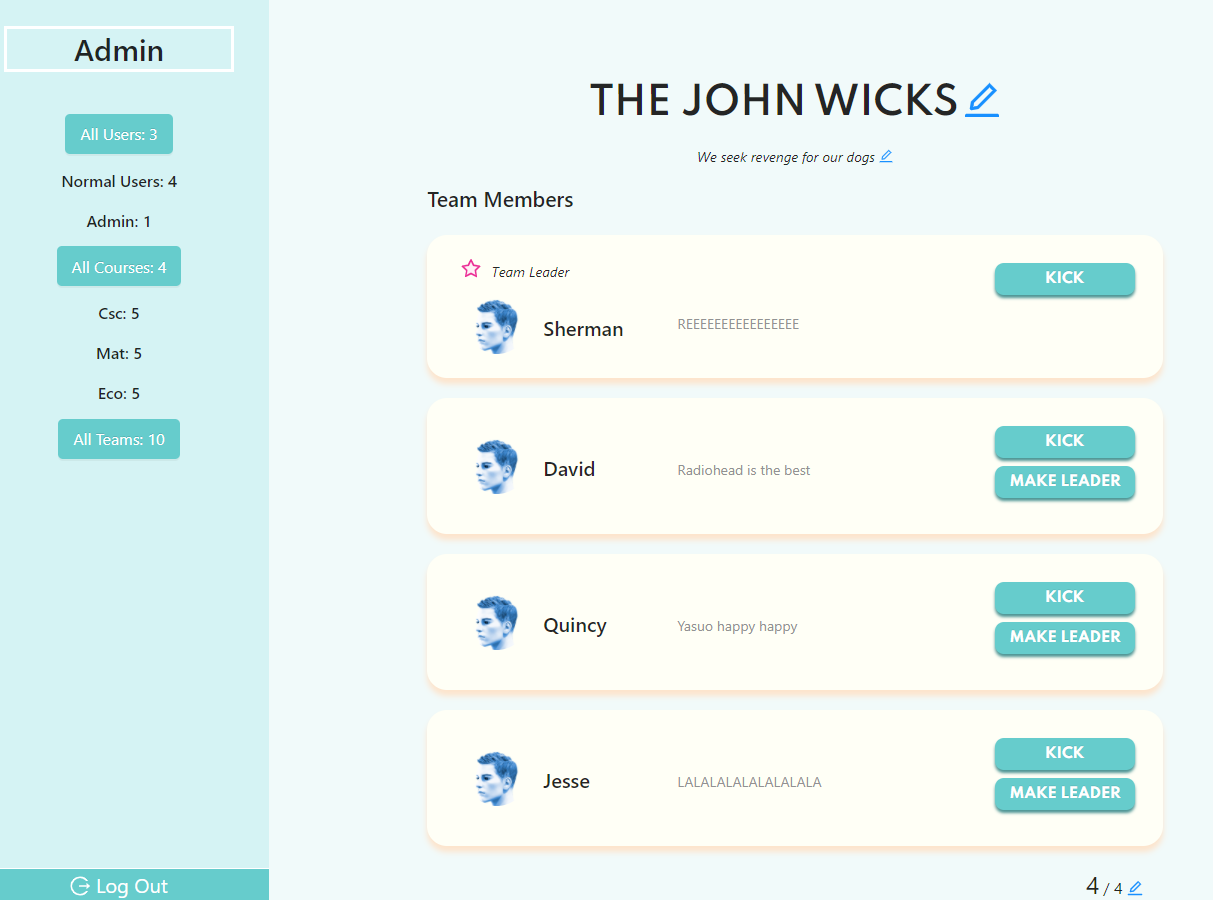 Admin
All Users: 3
Normal Users: 4
Admin: 1
All Courses: 4
Csc: 5
Mat: 5
Eco: 5
All Teams: 10
Log Out
THE JOHN WICKS
We seek revenge for our dogs
Team Members
Team Leader
KICK
Sherman
REEEEEEEEEEEEEEEE
David
Radiohead is the best
KICK
MAKE LEADER
Quincy
Yasuo happy happy
KICK
MAKE LEADER
Jesse
LALALALALALALALALA
KICK
MAKE LEADER
4 / 4